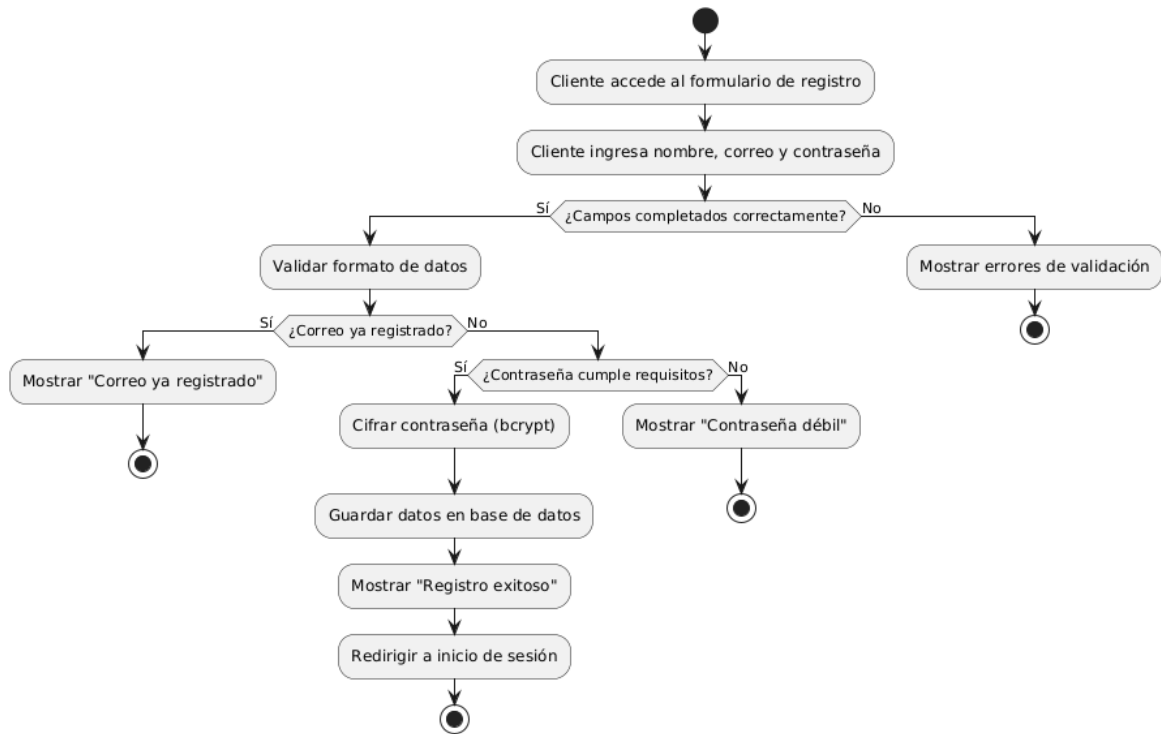 Cliente accede al formulario de registro
Cliente ingresa nombre, correo y contraseña
Sí
¿Campos completados correctamente?
No
Validar formato de datos
Mostrar errores de validación
Sí
¿Correo ya registrado?
No
Mostrar "Correo ya registrado"
Sí
¿Contraseña cumple requisitos?
No
Cifrar contraseña (bcrypt)
Mostrar "Contraseña débil"
Guardar datos en base de datos
Mostrar "Registro exitoso"
Redirigir a inicio de sesión